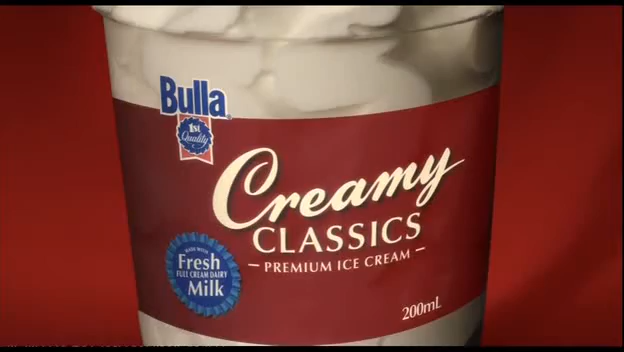 Bulla
1st
Quality
Creamy
CLASSICS
PREMIUM ICE CREAM
MADE WITH
Fresh
FULL CREAM DAIRY
Milk
200mL